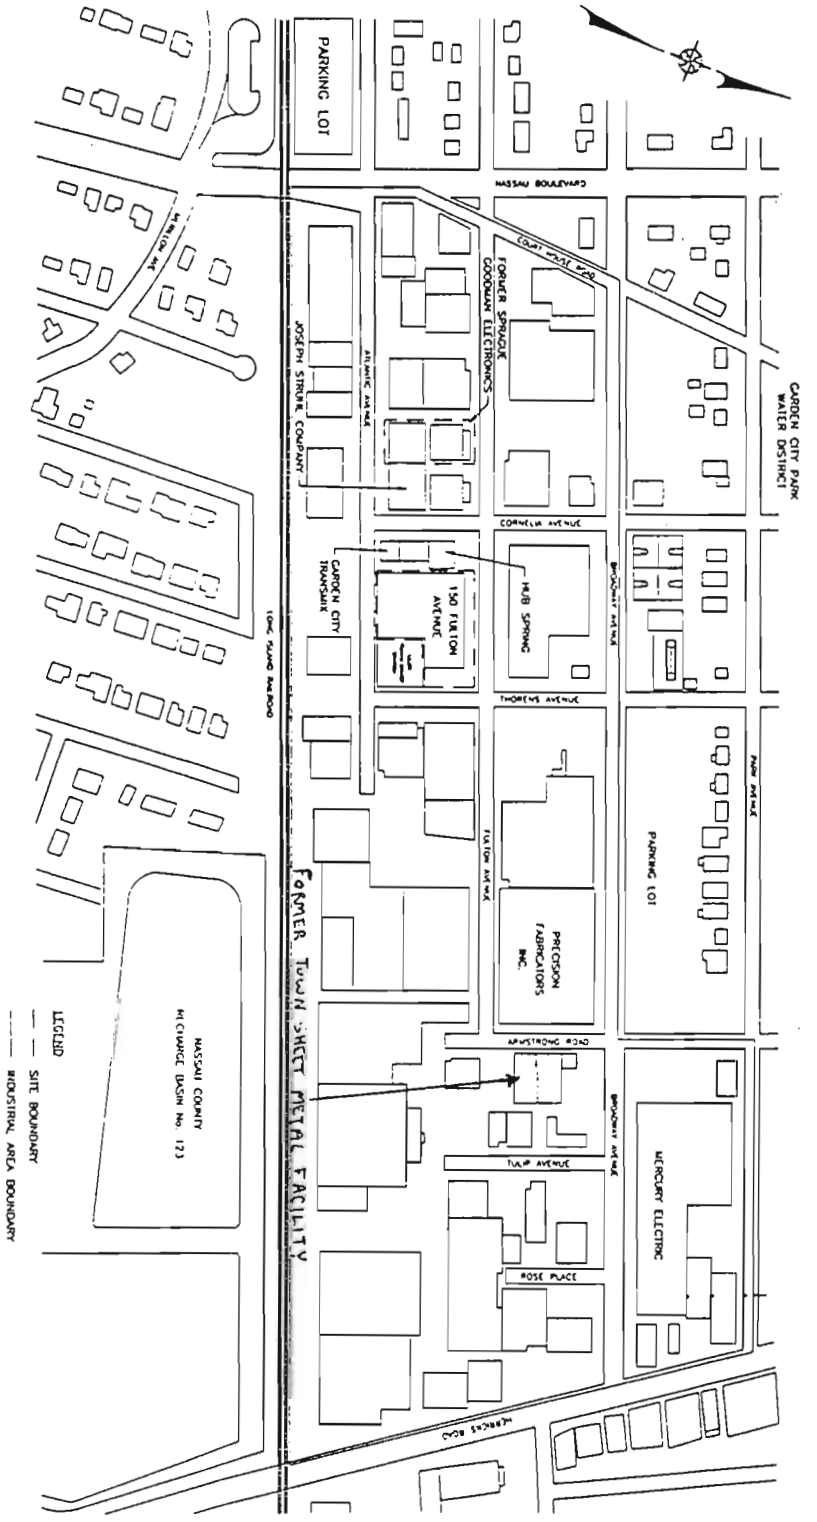 PARKING LOT
NASSAU BOULEVARD
COURT HOUSE ROAD
MERILLON AVE
GARDEN CITY PARK
WATER DISTRICT
FORMER SPRAGUE
GOODMAN ELECTRONICS
ATLANTIC AVENUE
JOSEPH STRUHL COMPANY
CORNELIA AVENUE
BROADWAY AVENUE
HUB SPRING
GARDEN CITY
TRANSMIX
150 FULTON
AVENUE
LONG ISLAND RAILROAD
THORENS AVENUE
PARK AVENUE
PARKING LOT
FULTON AVENUE
PRECISION
FABRICATORS
INC.
FORMER TOWN SHEET METAL FACILITY
ARMSTRONG ROAD
BROADWAY AVENUE
TULIP AVENUE
MERCURY ELECTRIC
ROSE PLACE
HERRICKS ROAD
NASSAU COUNTY
RECHARGE BASIN No. 123
LEGEND
SITE BOUNDARY
INDUSTRIAL AREA BOUNDARY